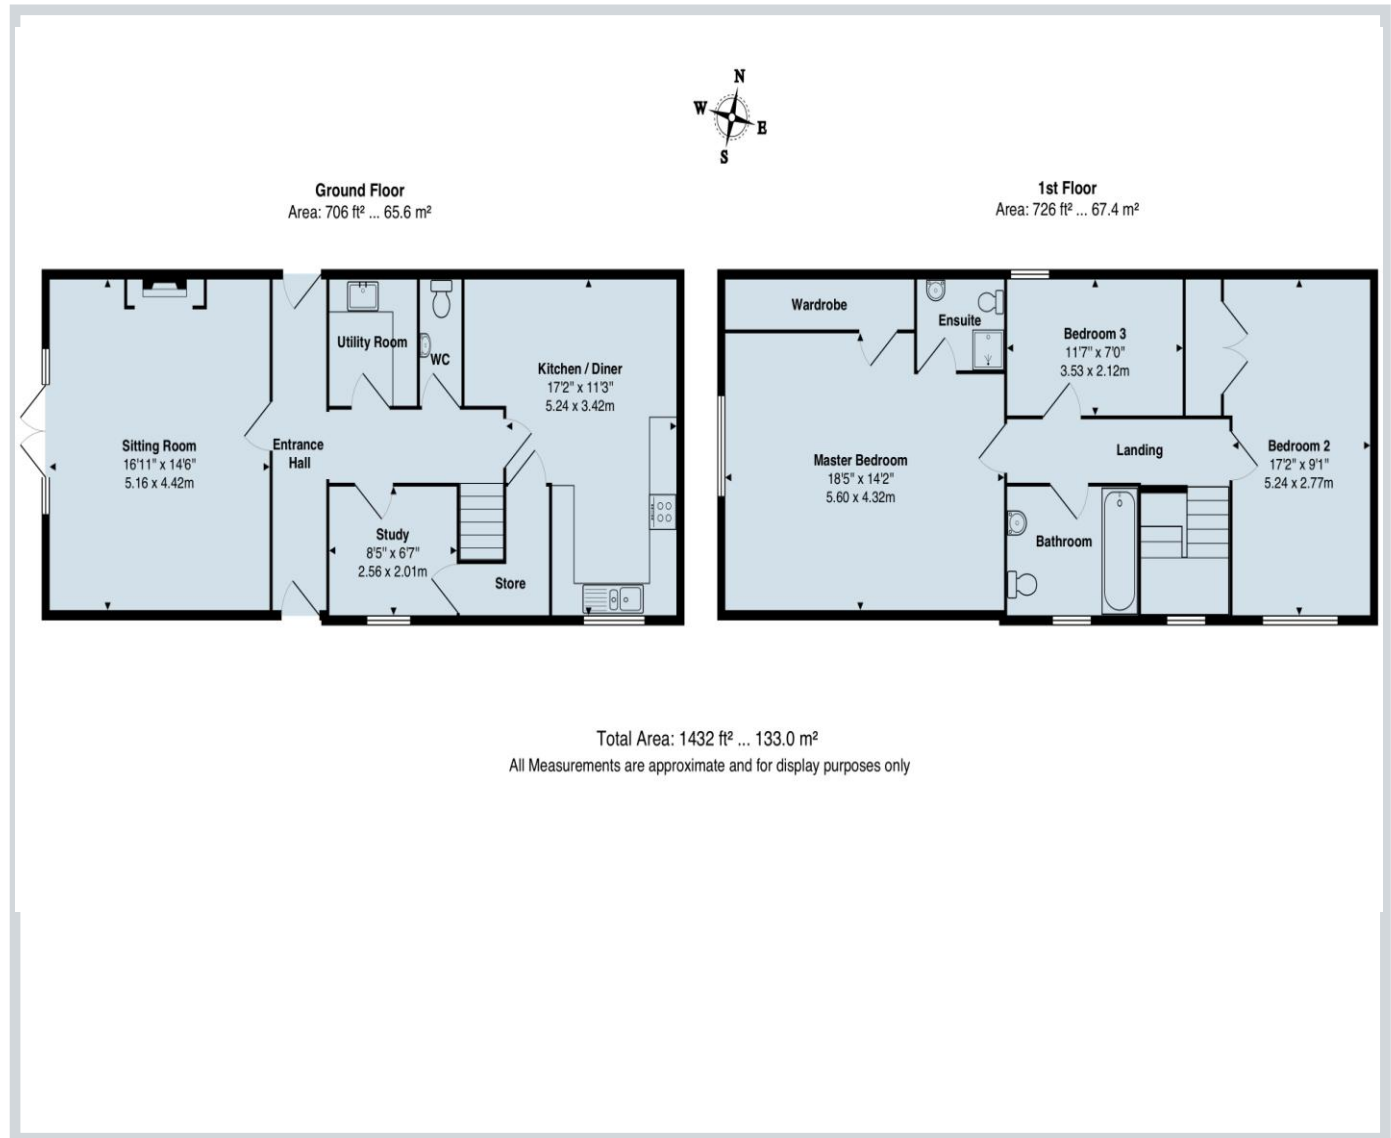 N
W
E
S
Ground Floor
Area: 706 ft² ... 65.6 m²
1st Floor
Area: 726 ft² ... 67.4 m²
Utility Room
WC
Kitchen / Diner
17'2" x 11'3"
5.24 x 3.42m
Sitting Room
16'11" x 14'6"
5.16 x 4.42m
Entrance
Hall
Study
8'5" x 6'7"
2.56 x 2.01m
Store
Wardrobe
Ensuite
Bedroom 3
11'7" x 7'0"
3.53 x 2.12m
Master Bedroom
18'5" x 14'2"
5.60 x 4.32m
Landing
Bedroom 2
17'2" x 9'1"
5.24 x 2.77m
Bathroom
Total Area: 1432 ft² ... 133.0 m²
All Measurements are approximate and for display purposes only